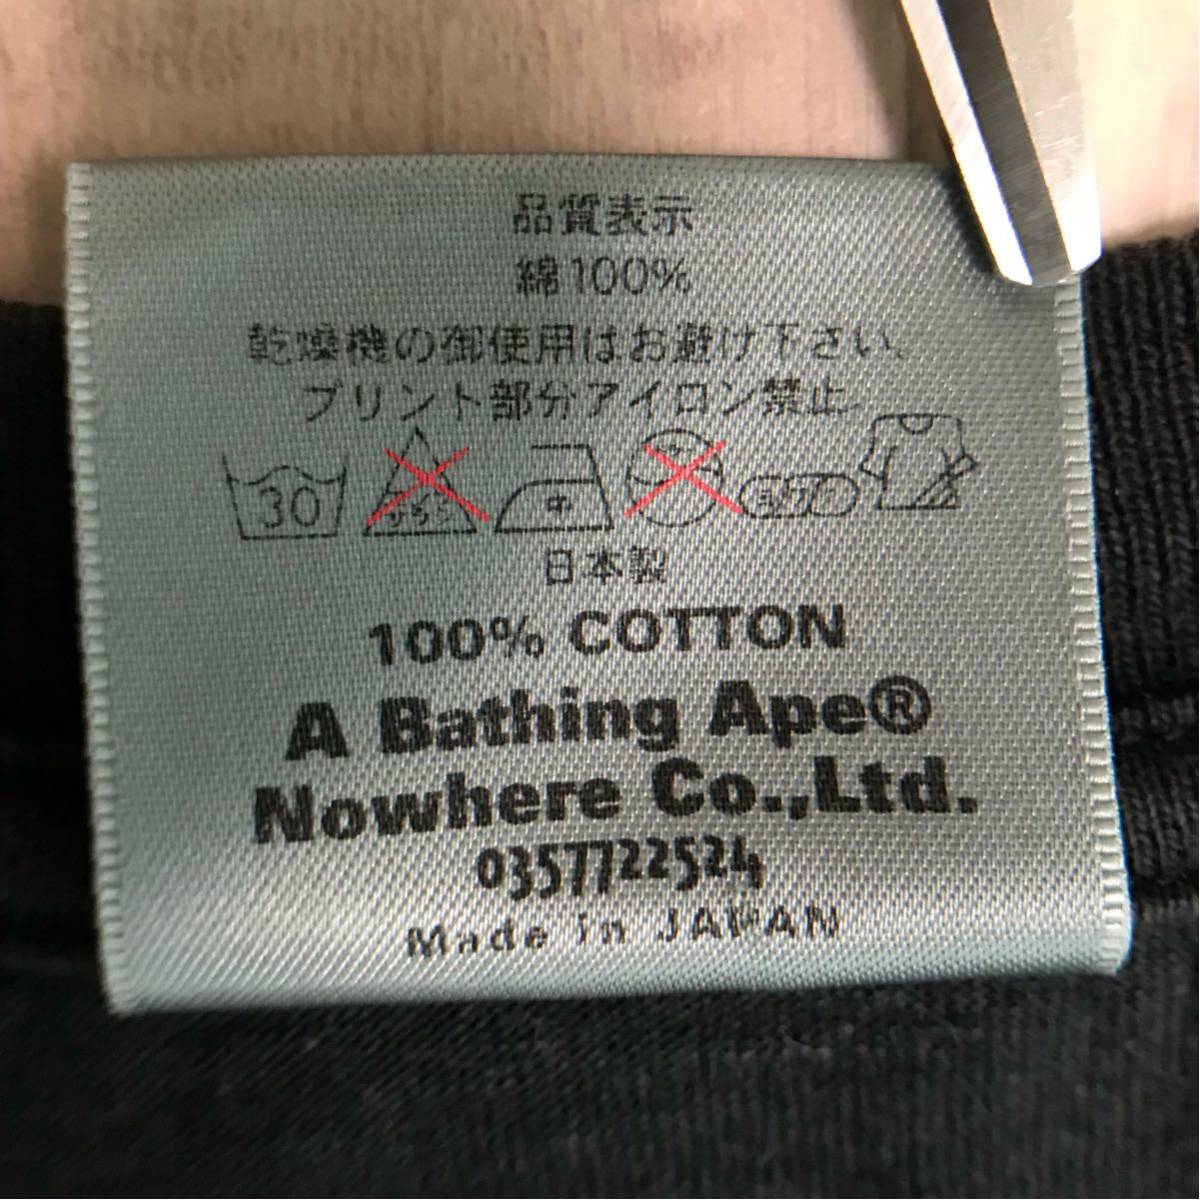 品質表示
綿100%
乾燥機の御使用はお避け下さい。
プリント部分アイロン禁止。
30 中
日本製
100% COTTON
A Bathing Ape®
Nowhere Co.,Ltd.
0357722524
Made in JAPAN